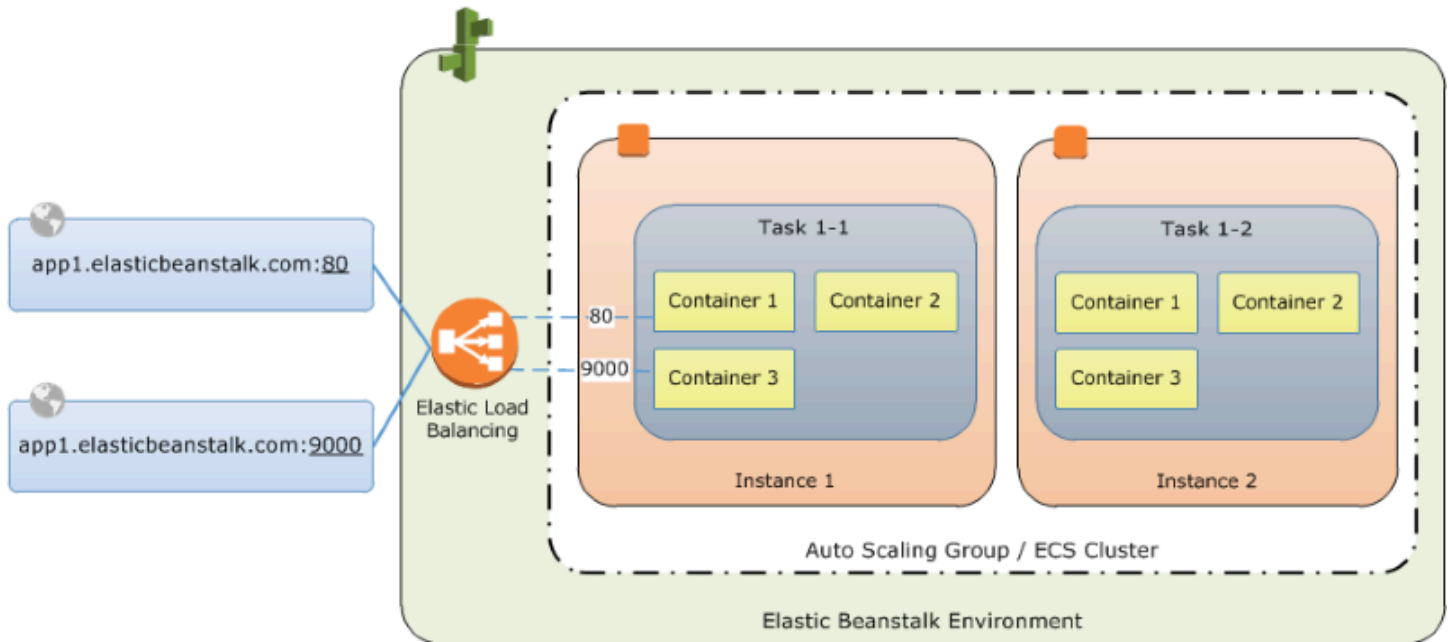 app1.elasticbeanstalk.com:80
app1.elasticbeanstalk.com:9000
Elastic Load
Balancing
80
9000
Task 1-1
Container 1
Container 2
Container 3
Instance 1
Task 1-2
Container 1
Container 2
Container 3
Instance 2
Auto Scaling Group / ECS Cluster
Elastic Beanstalk Environment